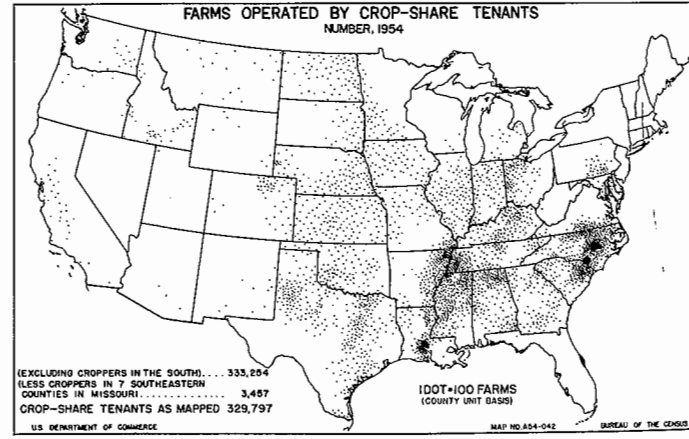 FARMS OPERATED BY CROP-SHARE TENANTS
NUMBER, 1954
(EXCLUDING CROPPERS IN THE SOUTH).... 333,254
(LESS CROPPERS IN 7 SOUTHEASTERN
COUNTIES IN MISSOURI.............. 3,457
CROP-SHARE TENANTS AS MAPPED 329,797
1 DOT=100 FARMS
(COUNTY UNIT BASIS)
U.S. DEPARTMENT OF COMMERCE
MAP NO. A54-042
BUREAU OF THE CENSUS